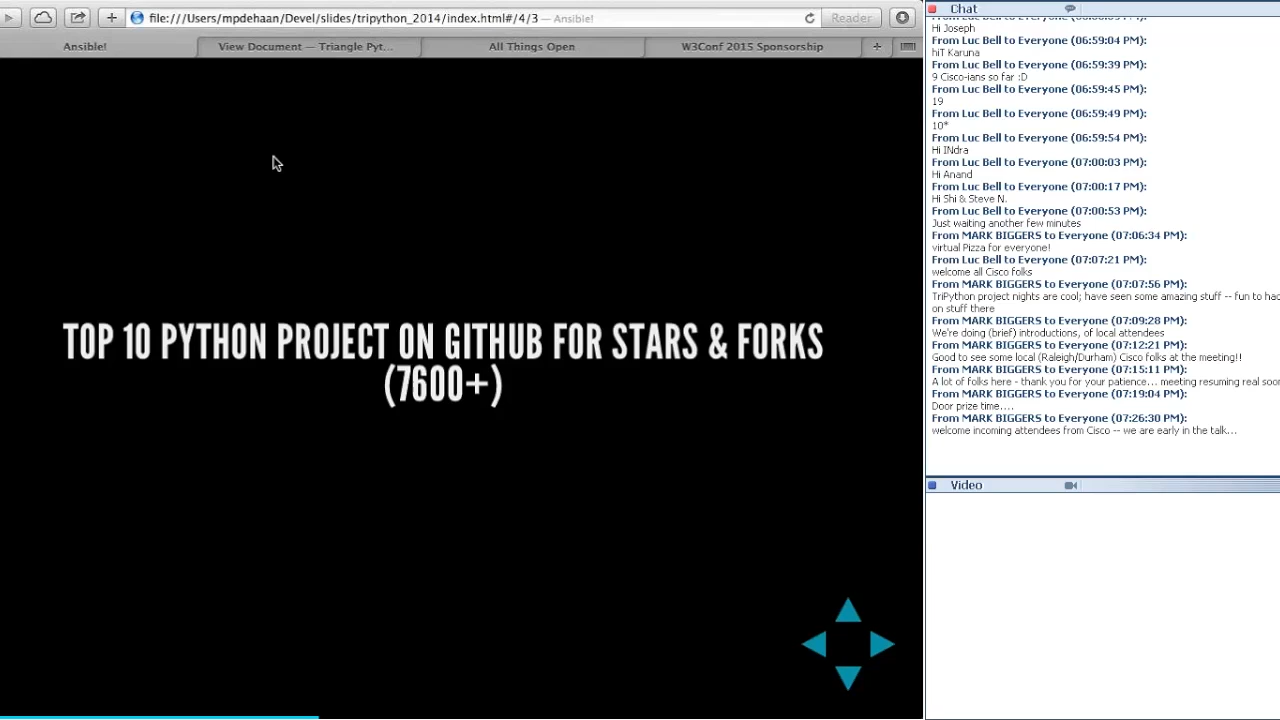 file:///Users/mpdehaan/Devel/slides/tripython_2014/index.html#/4/3 — Ansible!
Reader
Ansible!
View Document — Triangle Pyt...
All Things Open
W3Conf 2015 Sponsorship
TOP 10 PYTHON PROJECT ON GITHUB FOR STARS & FORKS
(7600+)
Chat
Hi Joseph
From Luc Bell to Everyone (06:59:04 PM):
hiT Karuna
From Luc Bell to Everyone (06:59:39 PM):
9 Cisco-ians so far :D
From Luc Bell to Everyone (06:59:45 PM):
19
From Luc Bell to Everyone (06:59:49 PM):
10*
From Luc Bell to Everyone (06:59:54 PM):
Hi INdra
From Luc Bell to Everyone (07:00:03 PM):
Hi Anand
From Luc Bell to Everyone (07:00:17 PM):
Hi Shi & Steve N.
From Luc Bell to Everyone (07:00:53 PM):
Just waiting another few minutes
From MARK BIGGERS to Everyone (07:06:34 PM):
virtual Pizza for everyone!
From Luc Bell to Everyone (07:07:21 PM):
welcome all Cisco folks
From MARK BIGGERS to Everyone (07:07:56 PM):
TriPython project nights are cool; have seen some amazing stuff -- fun to hac
on stuff there
From MARK BIGGERS to Everyone (07:09:28 PM):
We're doing (brief) introductions, of local attendees
From MARK BIGGERS to Everyone (07:12:21 PM):
Good to see some local (Raleigh/Durham) Cisco folks at the meeting!!
From MARK BIGGERS to Everyone (07:15:11 PM):
A lot of folks here - thank you for your patience... meeting resuming real soon
From MARK BIGGERS to Everyone (07:19:04 PM):
Door prize time....
From MARK BIGGERS to Everyone (07:26:30 PM):
welcome incoming attendees from Cisco -- we are early in the talk...
Video